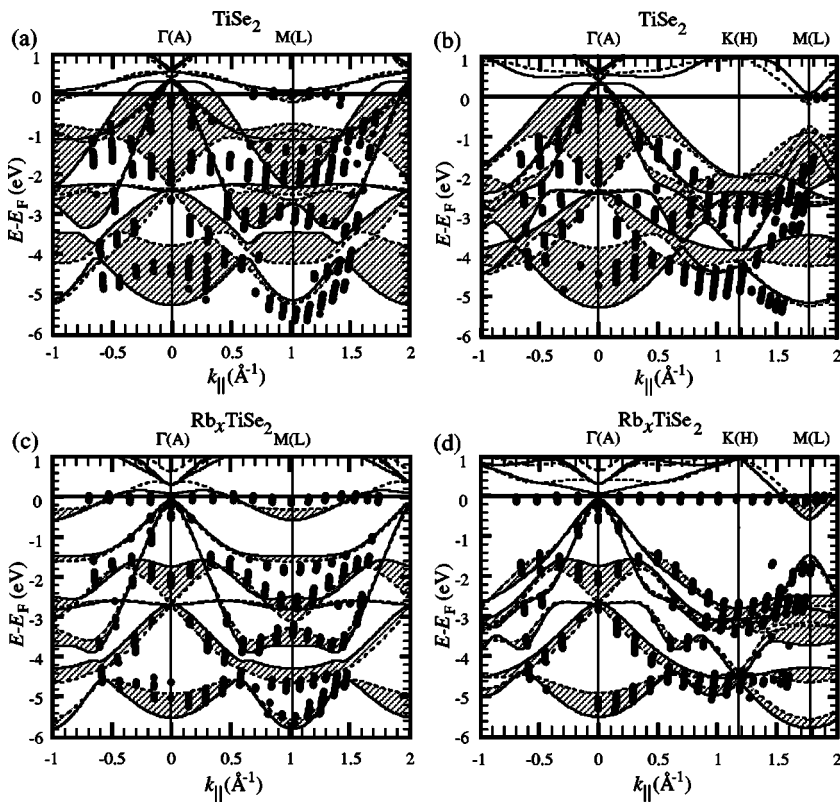 TiSe2
TiSe2
(a)
Γ(A)
M(L)
(b)
Γ(A)
K(H)
M(L)
1
0
-1
-2
-3
-4
-5
-6
E-EF (eV)
-1
-0.5
0
0.5
1
1.5
2
k||(Å-1)
1
0
-1
-2
-3
-4
-5
-6
E-EF (eV)
-1
-0.5
0
0.5
1
1.5
2
k||(Å-1)
RbxTiSe2
RbxTiSe2
(c)
Γ(A)
M(L)
(d)
Γ(A)
K(H)
M(L)
1
0
-1
-2
-3
-4
-5
-6
E-EF (eV)
-1
-0.5
0
0.5
1
1.5
2
k||(Å-1)
1
0
-1
-2
-3
-4
-5
-6
E-EF (eV)
-1
-0.5
0
0.5
1
1.5
2
k||(Å-1)